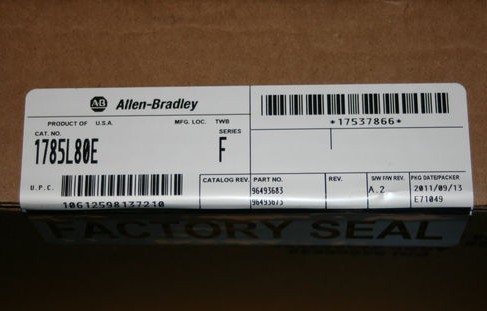 AB Allen-Bradley
PRODUCT OF U.S.A. MFG. LOC. TWB
CAT. NO. SERIES
1785L80E F
*17537866*
U.P.C.
10612598137210
CATALOG REV. PART NO. REV. S/W F/W REV. PKG DATE/PACKER
96493683 A.2 2011/09/13
96493673 E71049
FACTORY SEAL